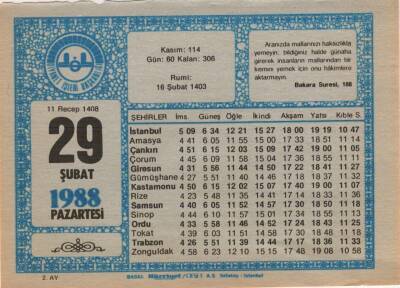 Kasım: 114
Gün: 60 Kalan: 306
Rumi:
16 Şubat 1403
Aranızda mallarınızı haksızlıkla
yemeyin; bildiğiniz halde günaha
girerek insanların mallarından bir
kısmını yemek için onu hâkimlere
aktarmayın.
Bakara Suresi, 188
11 Recep 1408
29
ŞUBAT
1988
PAZARTESİ
ŞEHİRLER İms. Güneş Öğle İkindi Akşam Yatsı Kıble S.
İstanbul 5 09 6 34 12 21 15 27 18 00 19 19 10 47
Amasya 4 41 6 05 11 55 15 00 17 33 18 51 11 14
Çankırı 4 51 6 15 12 03 15 09 17 42 19 00 11 05
Çorum 4 45 6 09 11 58 15 04 17 36 18 55 11 11
Giresun 4 31 5 56 11 44 14 50 17 22 18 41 11 27
Gümüşhane 4 27 5 51 11 40 14 46 17 18 18 37 11 32
Kastamonu 4 50 6 15 12 02 15 07 17 40 19 00 11 07
Rize 4 23 5 48 11 35 14 41 17 14 18 33 11 36
Samsun 4 40 6 05 11 52 14 57 17 30 18 50 11 18
Sinop 4 44 6 10 11 57 15 01 17 34 18 55 11 13
Ordu 4 33 5 58 11 46 14 52 17 24 18 43 11 25
Tokat 4 39 6 03 11 51 14 58 17 30 18 48 11 18
Trabzon 4 26 5 51 11 39 14 44 17 17 18 36 11 33
Zonguldak 4 58 6 23 12 10 15 15 17 48 19 08 10 58
2. AY
Hürriyet